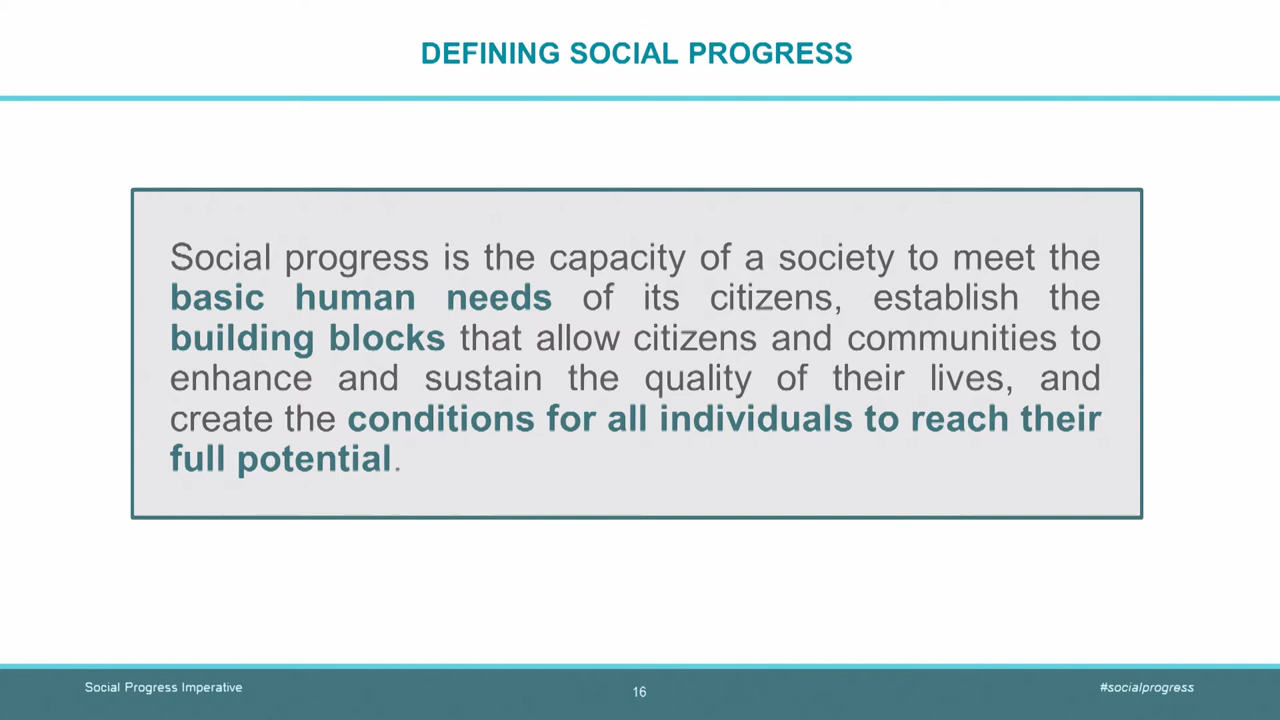 DEFINING SOCIAL PROGRESS
Social progress is the capacity of a society to meet the
basic human needs of its citizens, establish the
building blocks that allow citizens and communities to
enhance and sustain the quality of their lives, and
create the conditions for all individuals to reach their
full potential.
Social Progress Imperative
16
#socialprogress